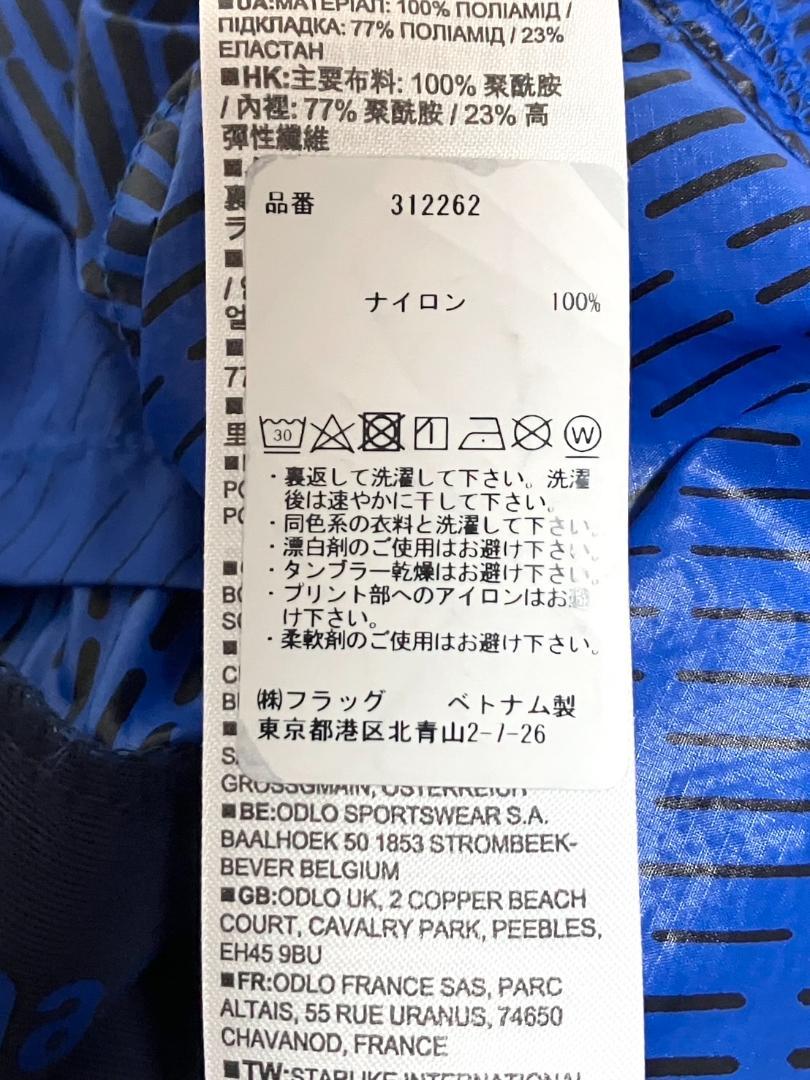 ■UA:МАТЕРІАЛ: 100% ПОЛІАМІД /
ПІДКЛАДКА: 77% ПОЛІАМІД / 23%
ЕЛАСТАН
■HK:主要布料: 100% 聚酰胺
/ 內裡: 77% 聚酰胺 / 23% 高
彈性纖維
裏
ラ
얼
77
里
品番 312262
ナイロン 100%
30
W
・裏返して洗濯して下さい。洗濯
後は速やかに干して下さい。
・同色系の衣料と洗濯して下さい。
・漂白剤のご使用はお避け下さい。
・タンブラー乾燥はお避け下さい。
・プリント部へのアイロンはお避
け下さい。
・柔軟剤のご使用はお避け下さい。
㈱フラッグ ベトナム製
東京都港区北青山2-7-26
GROSSGMAIN, ÖSTERREICH
■BE:ODLO SPORTSWEAR S.A.
BAALHOEK 50 1853 STROMBEEK-
BEVER BELGIUM
■GB:ODLO UK, 2 COPPER BEACH
COURT, CAVALRY PARK, PEEBLES,
EH45 9BU
■FR:ODLO FRANCE SAS, PARC
ALTAIS, 55 RUE URANUS, 74650
CHAVANOD, FRANCE
■TW:STARLIKE INTERNATIONAL